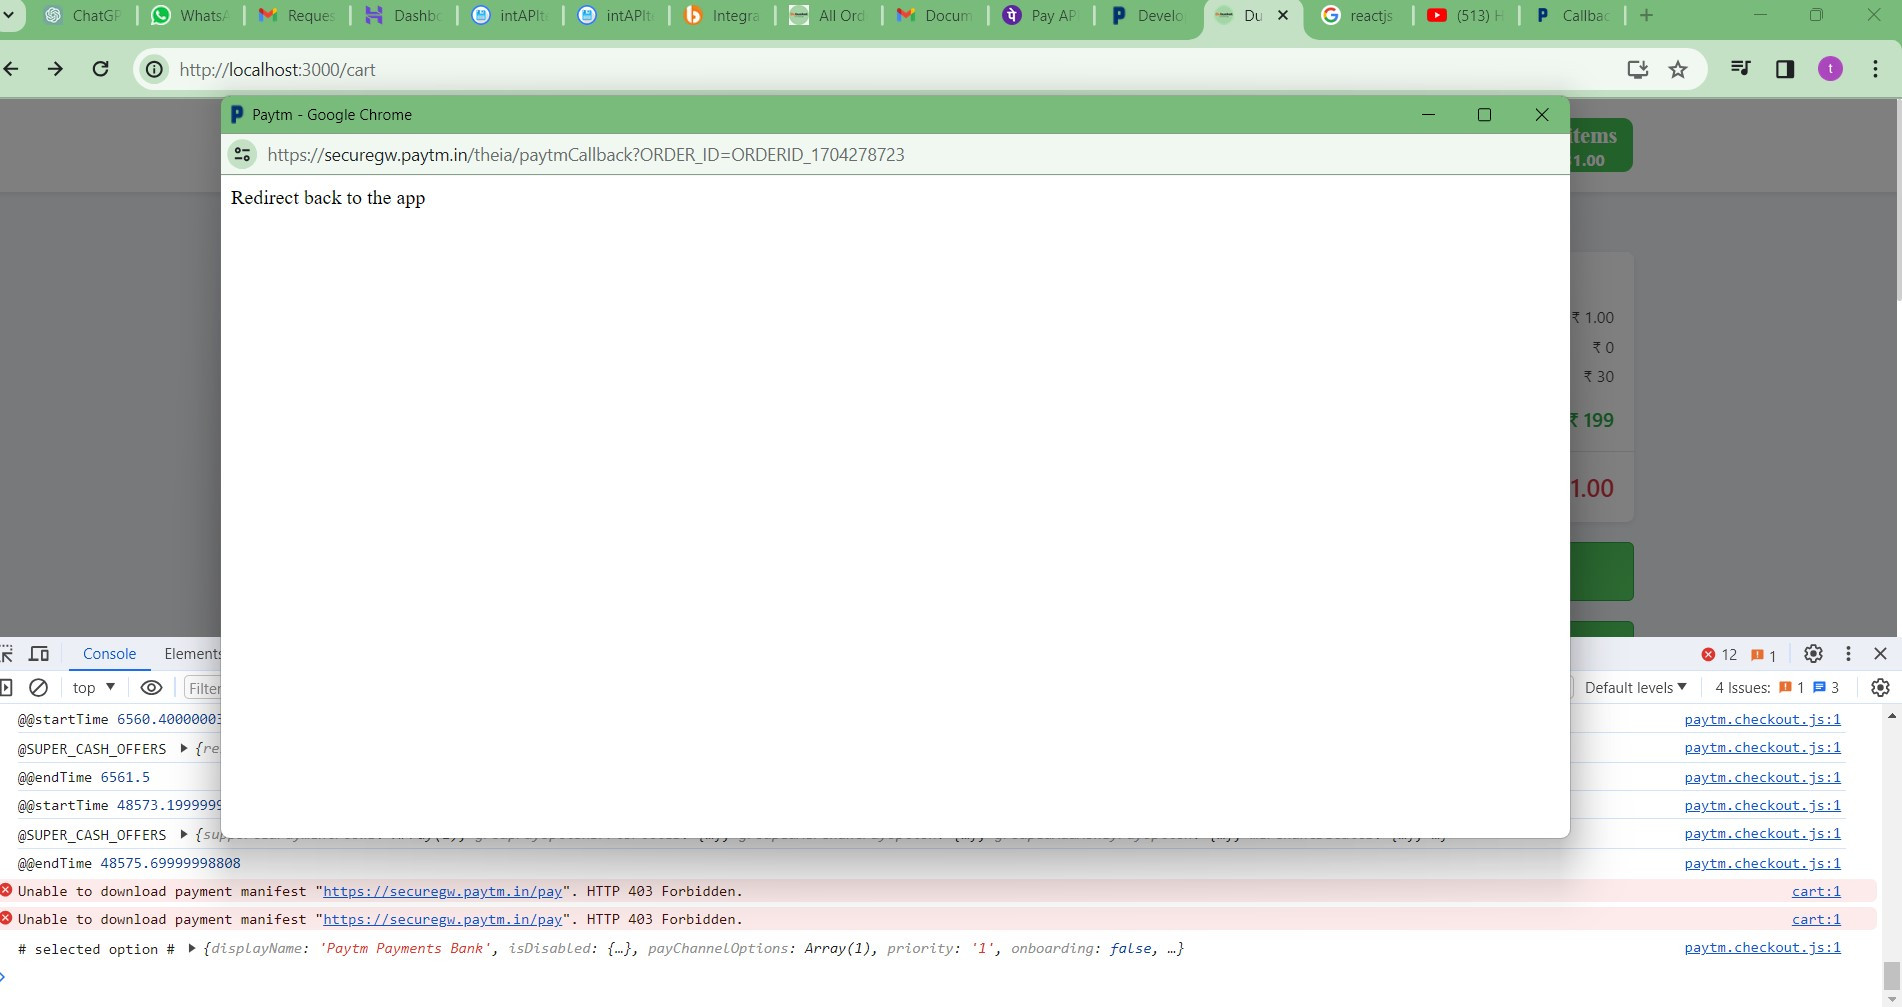 ChatGP
WhatsA
Reques
Dashbo
intAPIt
intAPIt
Integra
All Ord
Docum
Pay AP
Develo
Du
reactjs
(513) H
Callbac
http://localhost:3000/cart
t
Paytm - Google Chrome
https://securegw.paytm.in/theia/paytmCallback?ORDER_ID=ORDERID_1704278723
Redirect back to the app
items
1.00
₹ 1.00
₹ 0
₹ 30
₹ 199
1.00
Console
Elements
12
1
top
Filter
Default levels
4 Issues: 1 3
@@startTime 6560.4000000 paytm.checkout.js:1
@SUPER_CASH_OFFERS {re paytm.checkout.js:1
@@endTime 6561.5 paytm.checkout.js:1
@@startTime 48573.1999999 paytm.checkout.js:1
@SUPER_CASH_OFFERS {sup paytm.checkout.js:1
@@endTime 48575.69999998808 paytm.checkout.js:1
Unable to download payment manifest "https://securegw.paytm.in/pay". HTTP 403 Forbidden. cart:1
Unable to download payment manifest "https://securegw.paytm.in/pay". HTTP 403 Forbidden. cart:1
# selected option # {displayName: 'Paytm Payments Bank', isDisabled: {…}, payChannelOptions: Array(1), priority: '1', onboarding: false, …} paytm.checkout.js:1